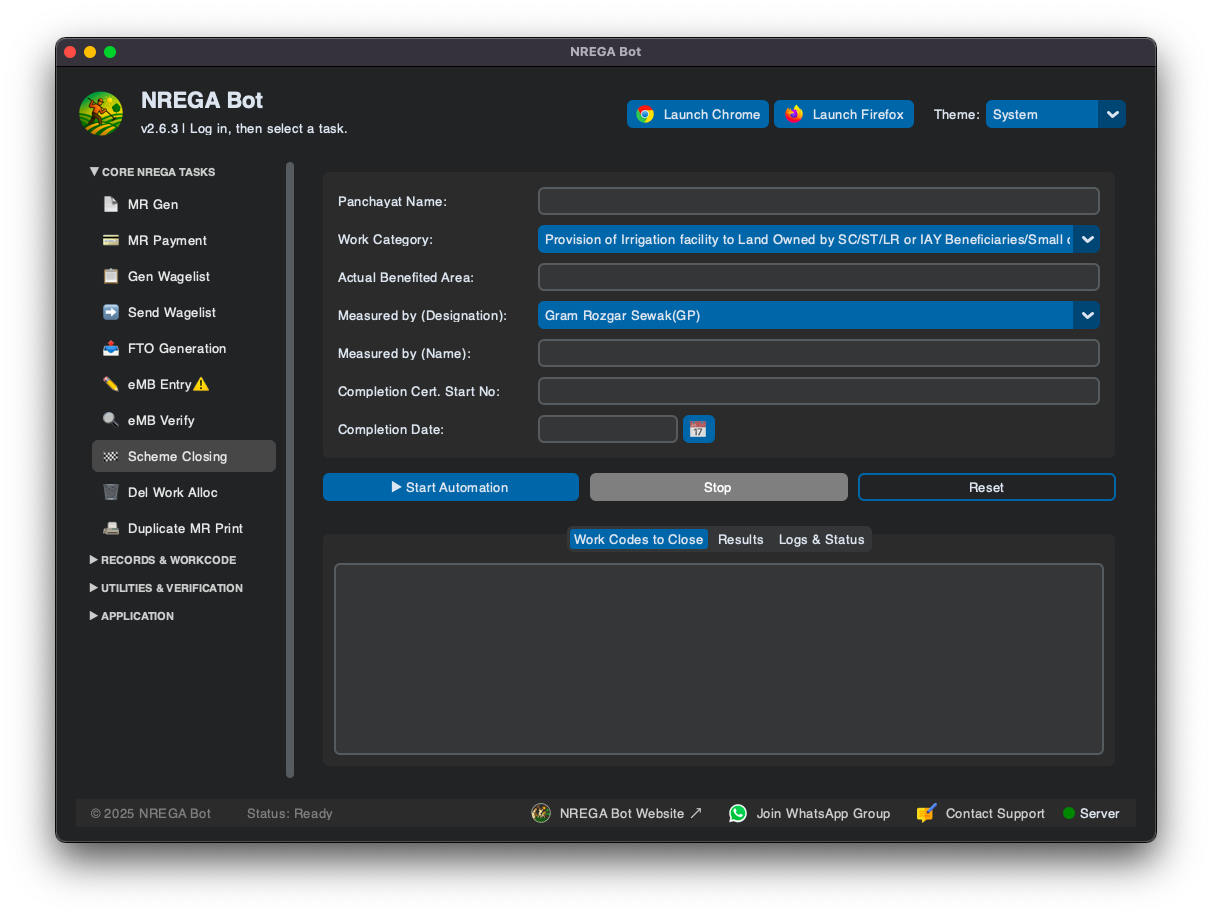 NREGA Bot
NREGA Bot
v2.6.3 | Log in, then select a task.
Launch Chrome
Launch Firefox
Theme:
System
▼ CORE NREGA TASKS
MR Gen
MR Payment
Gen Wagelist
Send Wagelist
FTO Generation
eMB Entry⚠️
eMB Verify
Scheme Closing
Del Work Alloc
Duplicate MR Print
▶ RECORDS & WORKCODE
▶ UTILITIES & VERIFICATION
▶ APPLICATION
Panchayat Name:
Work Category:
Provision of Irrigation facility to Land Owned by SC/ST/LR or IAY Beneficiaries/Small
Actual Benefited Area:
Measured by (Designation):
Gram Rozgar Sewak(GP)
Measured by (Name):
Completion Cert. Start No:
Completion Date:
17
▶ Start Automation
Stop
Reset
Work Codes to Close
Results
Logs & Status
© 2025 NREGA Bot
Status: Ready
NREGA Bot Website ↗
Join WhatsApp Group
Contact Support
Server